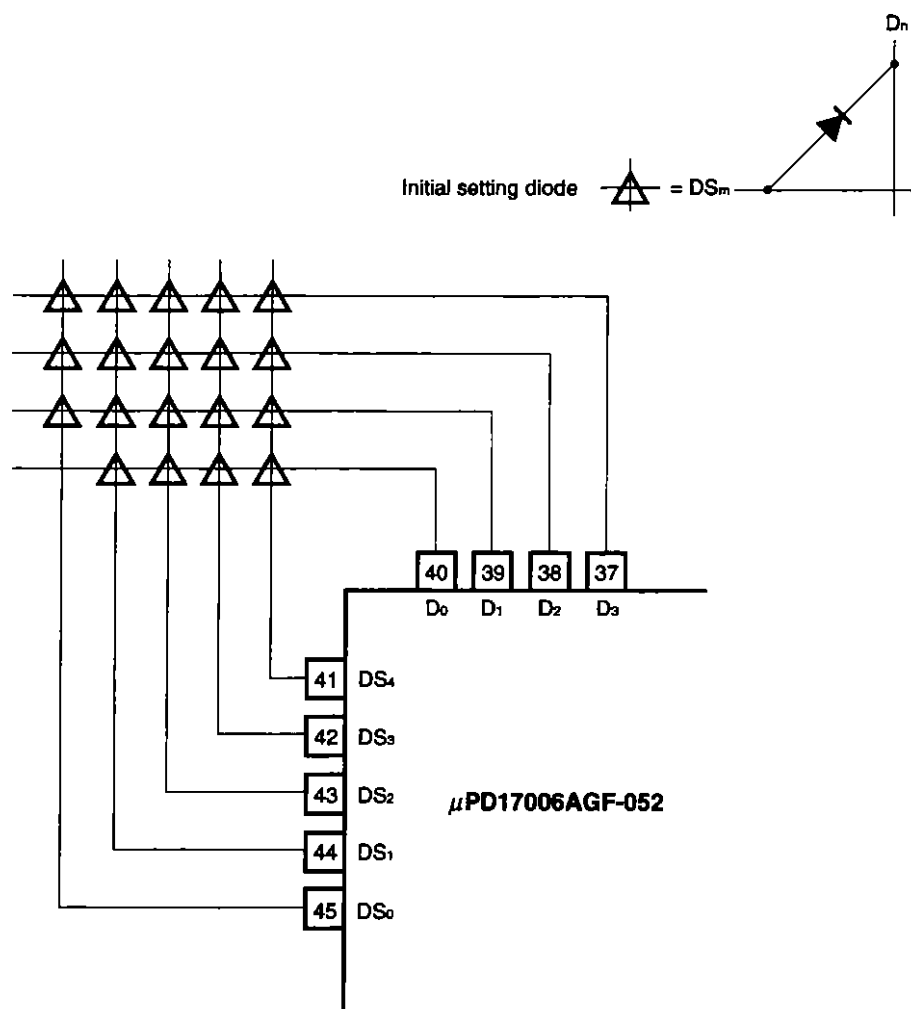 Dₙ
Initial setting diode = DSₘ
40 39 38 37
D₀ D₁ D₂ D₃
41 DS₄
42 DS₃
43 DS₂
μPD17006AGF-052
44 DS₁
45 DS₀